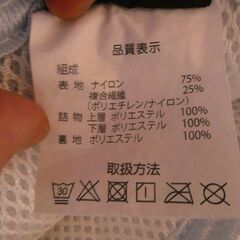 品質表示
組成
表地 ナイロン 75%
複合繊維 25%
(ポリエチレン/ナイロン)
詰物 上層 ポリエステル 100%
下層 ポリエステル 100%
裏地 ポリエステル 100%
取扱方法
30